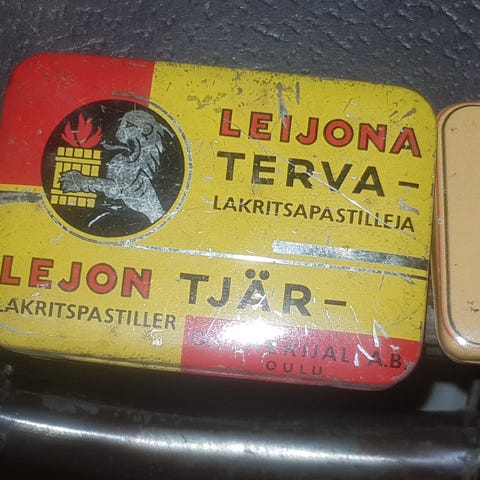 LEIJONA
TERVA-
LAKRITSAPASTILLEJA
LEJON TJÄR-
LAKRITSPASTILLER
A.B.
OULU